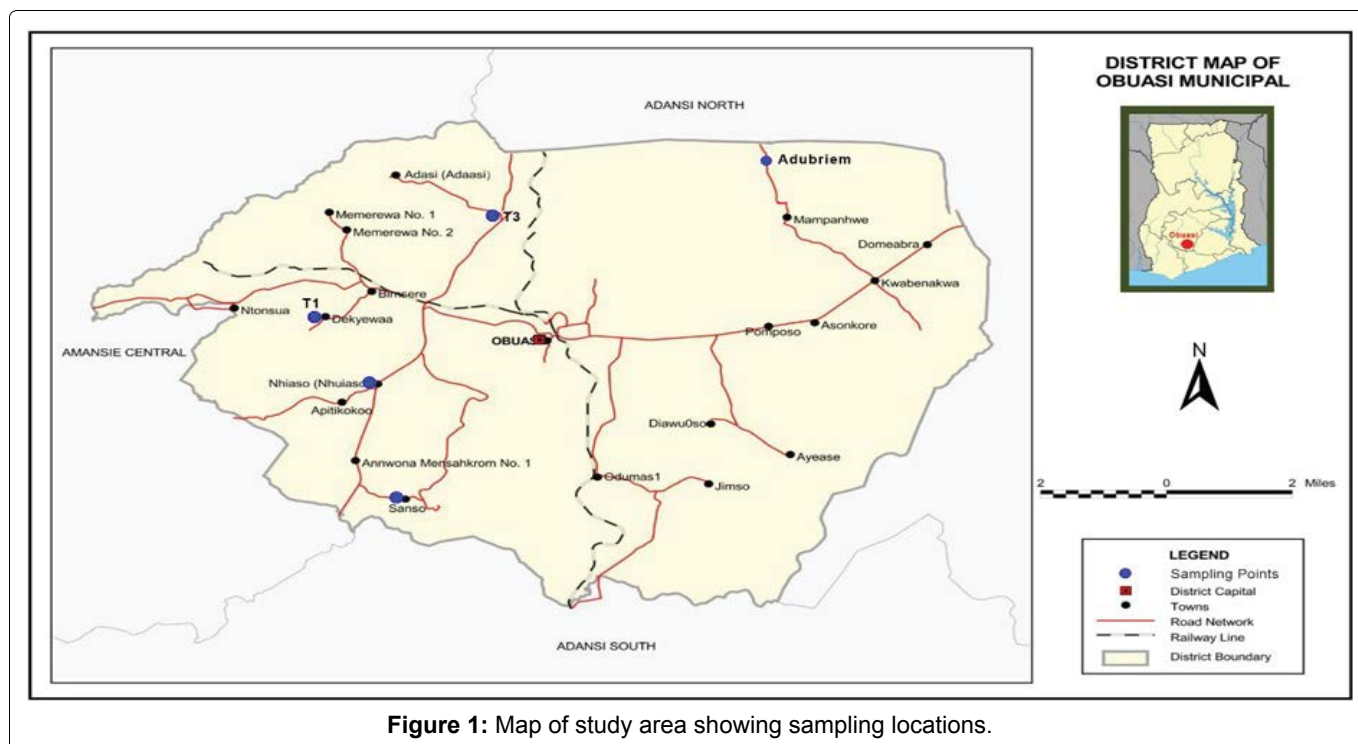 DISTRICT MAP OF
OBUASI MUNICIPAL
ADANSI NORTH
Adubriem
Adasi (Adaasi)
T3
Memerewa No. 1
Mampanhwe
Memerewa No. 2
Domeabra
Obuasi
Kwabenakwa
Ntonsua
T1
Dekyewaa
Asonkore
Pomposo
OBUAS
AMANSIE CENTRAL
N
Nhiaso (Nhuiaso
Apitikokoo
Diawu0so
Ayease
Annwona Mensahkrom No. 1
Odumas1
Jimso
Sanso
2 0 2 Miles
LEGEND
Sampling Points
District Capital
Towns
Road Network
Railway Line
District Boundary
ADANSI SOUTH
Figure 1: Map of study area showing sampling locations.